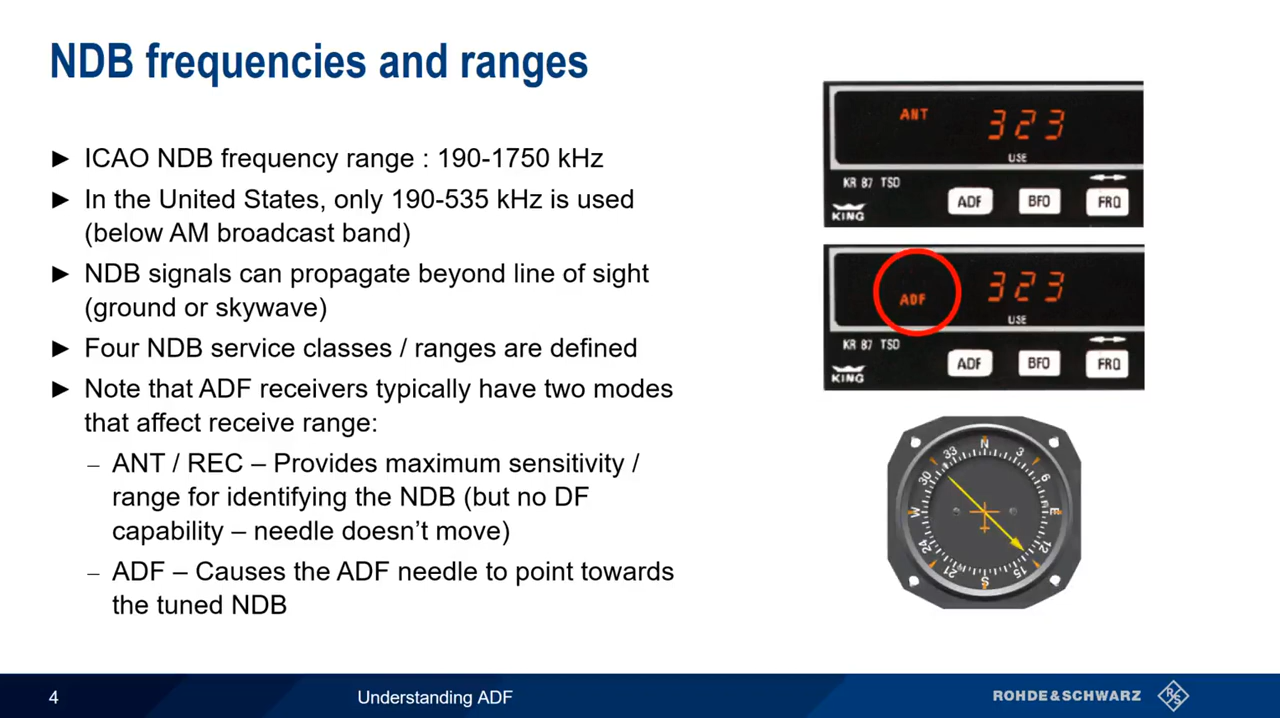 NDB frequencies and ranges
► ICAO NDB frequency range : 190-1750 kHz
► In the United States, only 190-535 kHz is used
(below AM broadcast band)
► NDB signals can propagate beyond line of sight
(ground or skywave)
► Four NDB service classes / ranges are defined
► Note that ADF receivers typically have two modes
that affect receive range:
– ANT / REC – Provides maximum sensitivity /
range for identifying the NDB (but no DF
capability – needle doesn't move)
– ADF – Causes the ADF needle to point towards
the tuned NDB
ANT 323
USE
KR 87 TSO
KING ADF BFO FRQ
ADF 323
USE
KR 87 TSO
KING ADF BFO FRQ
N 3 6 E 12 15 S 21 24 W 30 33
4 Understanding ADF ROHDE & SCHWARZ RS